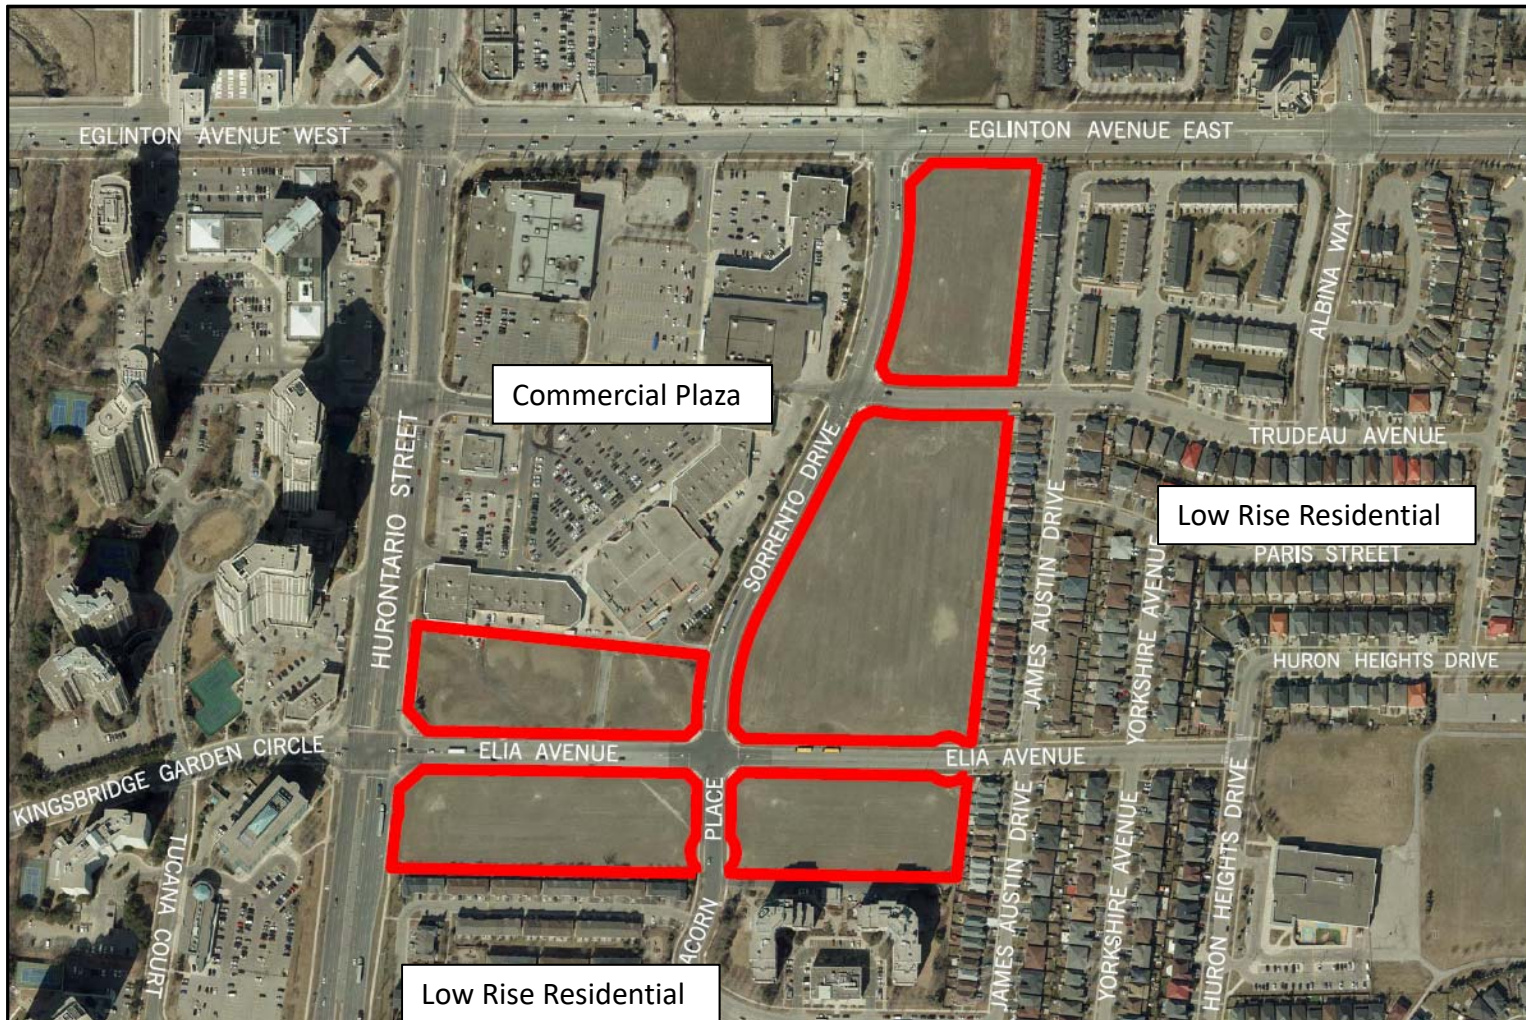 EGLINTON AVENUE WEST
EGLINTON AVENUE EAST
ALBINA WAY
Commercial Plaza
HURONTARIO STREET
SORRENTO DRIVE
TRUDEAU AVENUE
Low Rise Residential
PARIS STREET
JAMES AUSTIN DRIVE
YORKSHIRE AVENUE
HURON HEIGHTS DRIVE
KINGSBRIDGE GARDEN CIRCLE
ELIA AVENUE
ELIA AVENUE
TUCANA COURT
ACORN PLACE
JAMES AUSTIN DRIVE
YORKSHIRE AVENUE
HURON HEIGHTS DRIVE
Low Rise Residential